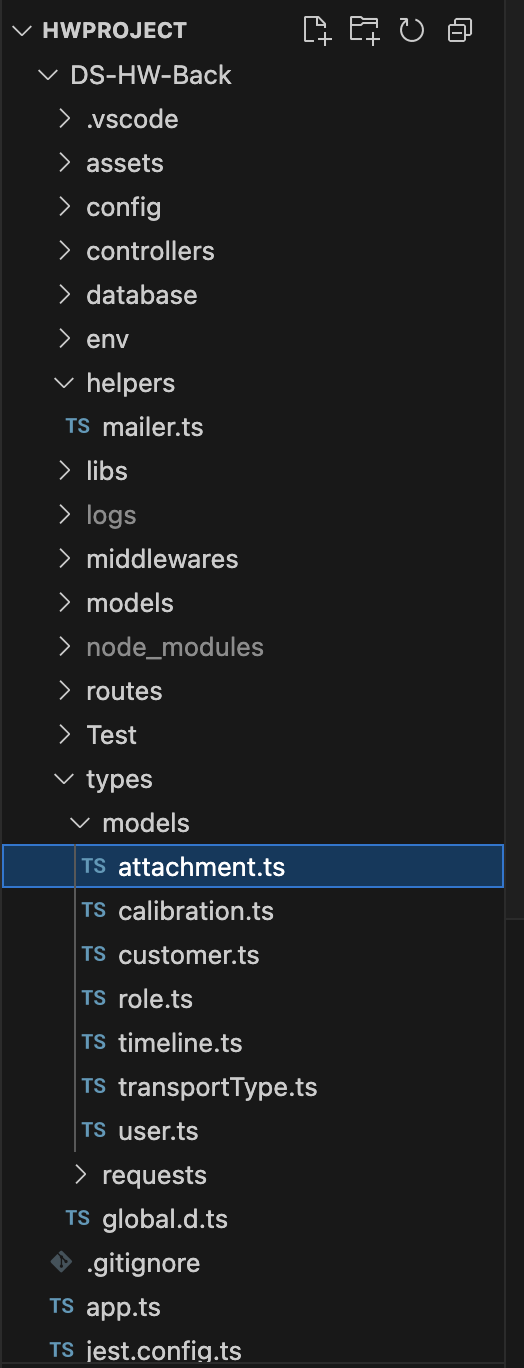 HWPROJECT
DS-HW-Back
.vscode
assets
config
controllers
database
env
helpers
TS mailer.ts
libs
logs
middlewares
models
node_modules
routes
Test
types
models
TS attachment.ts
TS calibration.ts
TS customer.ts
TS role.ts
TS timeline.ts
TS transportType.ts
TS user.ts
requests
TS global.d.ts
.gitignore
TS app.ts
TS jest.config.ts